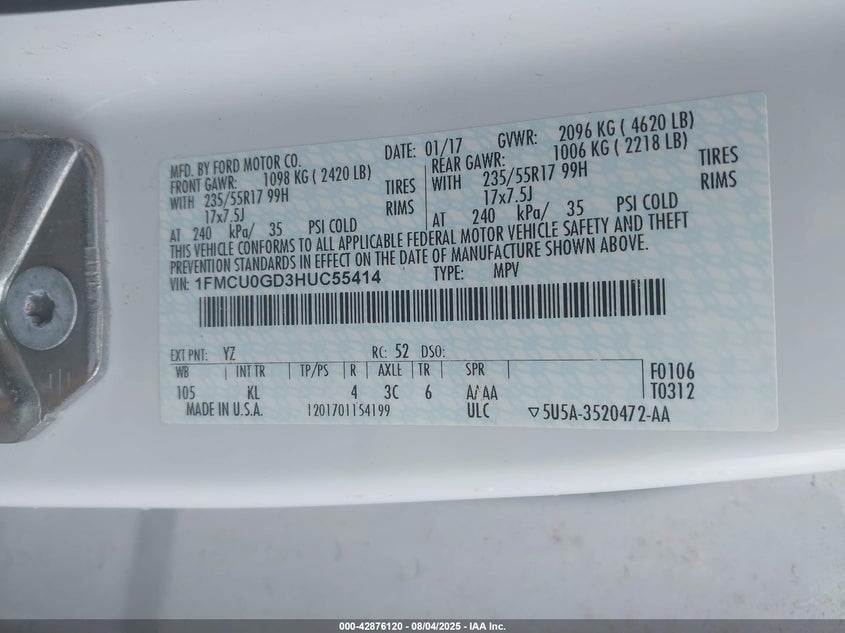 MFD. BY FORD MOTOR CO.
DATE: 01/17 GVWR: 2096 KG ( 4620 LB)
FRONT GAWR: 1098 KG ( 2420 LB) REAR GAWR: 1006 KG ( 2218 LB)
WITH 235/55R17 99H TIRES WITH 235/55R17 99H TIRES
17x7.5J RIMS 17x7.5J RIMS
AT 240 kPa/ 35 PSI COLD AT 240 kPa/ 35 PSI COLD
THIS VEHICLE CONFORMS TO ALL APPLICABLE FEDERAL MOTOR VEHICLE SAFETY AND THEFT
PREVENTION STANDARDS IN EFFECT ON THE DATE OF MANUFACTURE SHOWN ABOVE.
VIN: 1FMCU0GD3HUC55414 TYPE: MPV
EXT PNT: YZ RC: 52 DSO:
WB INT TR TP/PS R AXLE TR SPR F0106
105 KL 4 3C 6 AAAA T0312
MADE IN U.S.A. 1201701154199 ULC ▽5U5A-3520472-AA
000-42876120 - 08/04/2025 - IAA Inc.